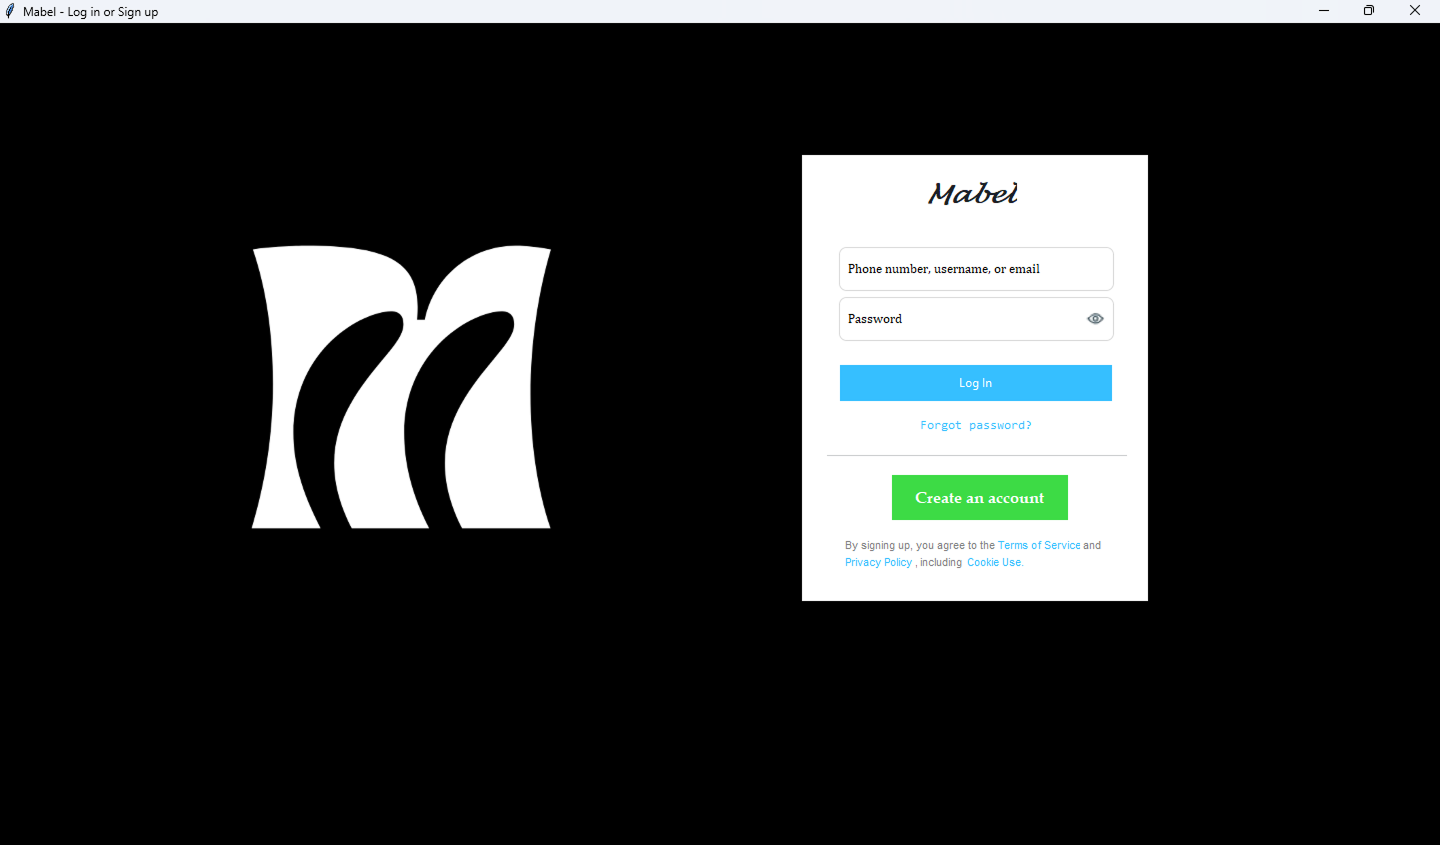 Mabel - Log in or Sign up
Mabel
Phone number, username, or email
Password
Log In
Forgot password?
Create an account
By signing up, you agree to the Terms of Service and
Privacy Policy , including Cookie Use.